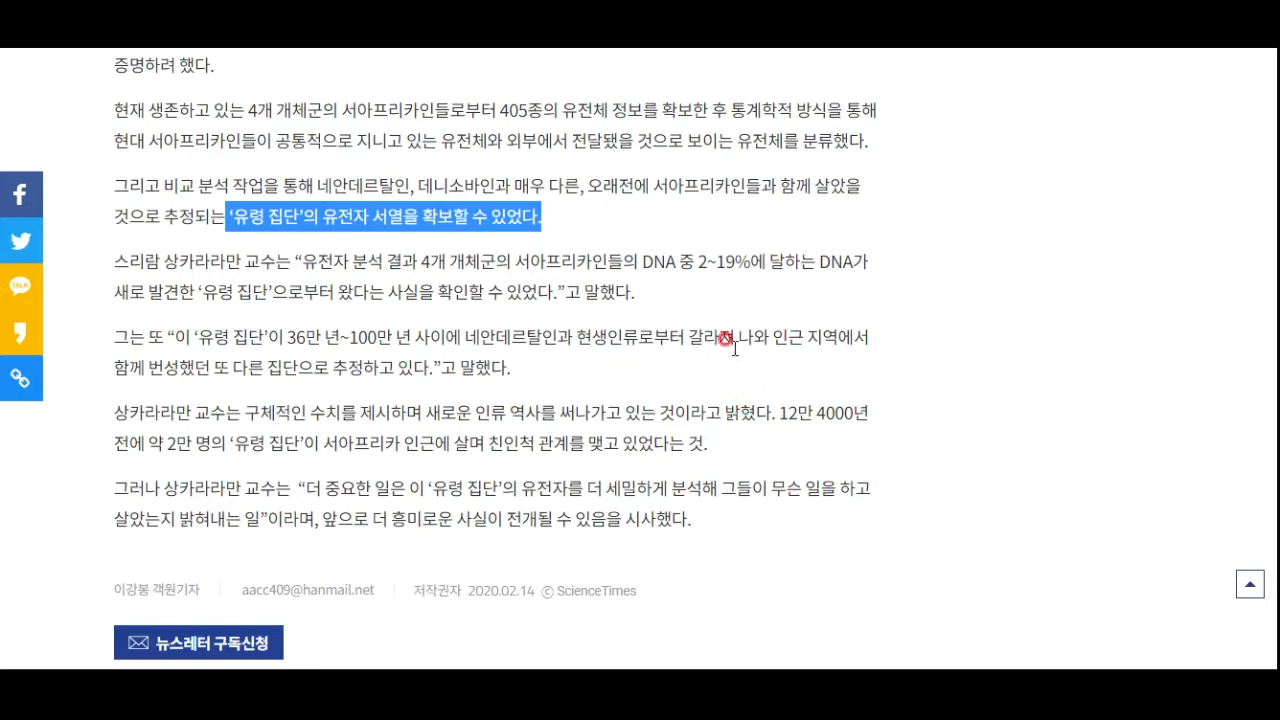 증명하려 했다.
현재 생존하고 있는 4개 개체군의 서아프리카인들로부터 405종의 유전체 정보를 확보한 후 통계학적 방식을 통해
현대 서아프리카인들이 공통적으로 지니고 있는 유전체와 외부에서 전달됐을 것으로 보이는 유전체를 분류했다.
그리고 비교 분석 작업을 통해 네안데르탈인, 데니소바인과 매우 다른, 오래전에 서아프리카인들과 함께 살았을
것으로 추정되는 ‘유령 집단’의 유전자 서열을 확보할 수 있었다.
스리람 상카라라만 교수는 “유전자 분석 결과 4개 개체군의 서아프리카인들의 DNA 중 2~19%에 달하는 DNA가
새로 발견한 ‘유령 집단’으로부터 왔다는 사실을 확인할 수 있었다.”고 말했다.
그는 또 “이 ‘유령 집단’이 36만 년~100만 년 사이에 네안데르탈인과 현생인류로부터 나와 인근 지역에서
함께 번성했던 또 다른 집단으로 추정하고 있다.”고 말했다.
상카라라만 교수는 구체적인 수치를 제시하며 새로운 인류 역사를 써나가고 있는 것이라고 밝혔다. 12만 4000년
전에 약 2만 명의 ‘유령 집단’이 서아프리카 인근에 살며 친인척 관계를 맺고 있었다는 것.
그러나 상카라라만 교수는 “더 중요한 일은 이 ‘유령 집단’의 유전자를 더 세밀하게 분석해 그들이 무슨 일을 하고
살았는지 밝혀내는 일”이라며, 앞으로 더 흥미로운 사실이 전개될 수 있음을 시사했다.
이강봉 객원기자 aacc409@hanmail.net 저작권자 2020.02.14 ⓒ ScienceTimes
뉴스레터 구독신청
TALK